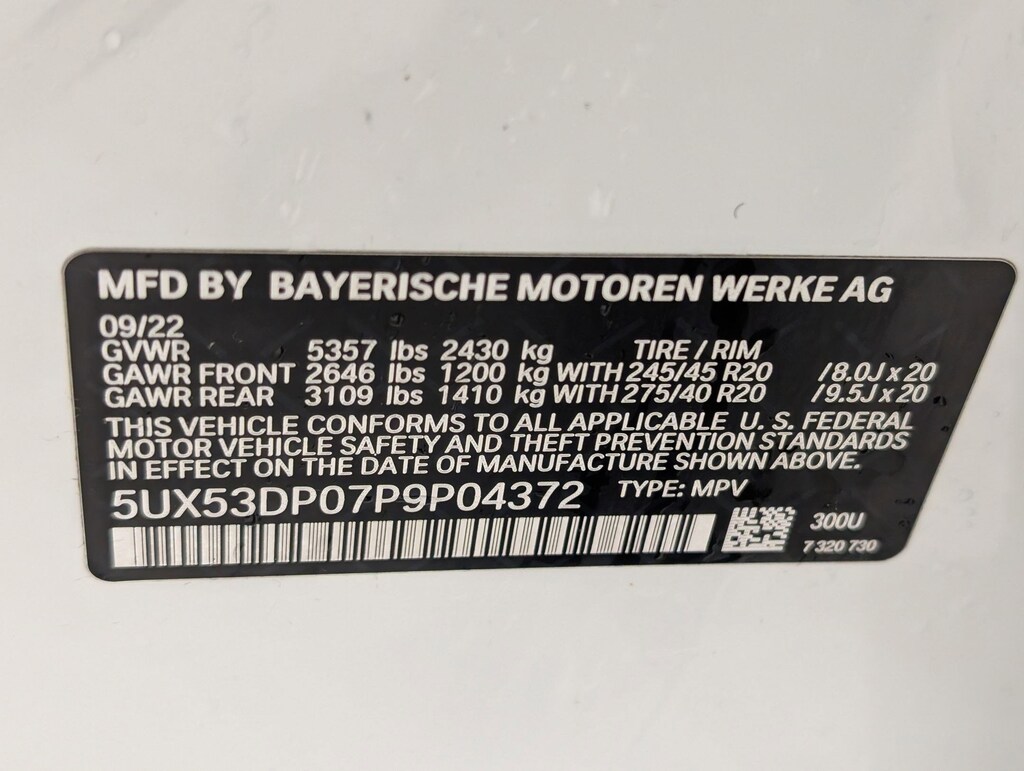 MFD BY BAYERISCHE MOTOREN WERKE AG
09/22
GVWR 5357 lbs 2430 kg TIRE / RIM
GAWR FRONT 2646 lbs 1200 kg WITH 245/45 R20 /8.0J x 20
GAWR REAR 3109 lbs 1410 kg WITH 275/40 R20 /9.5J x 20
THIS VEHICLE CONFORMS TO ALL APPLICABLE U. S. FEDERAL
MOTOR VEHICLE SAFETY AND THEFT PREVENTION STANDARDS
IN EFFECT ON THE DATE OF MANUFACTURE SHOWN ABOVE.
5UX53DP07P9P04372 TYPE: MPV
300U
7 320 730